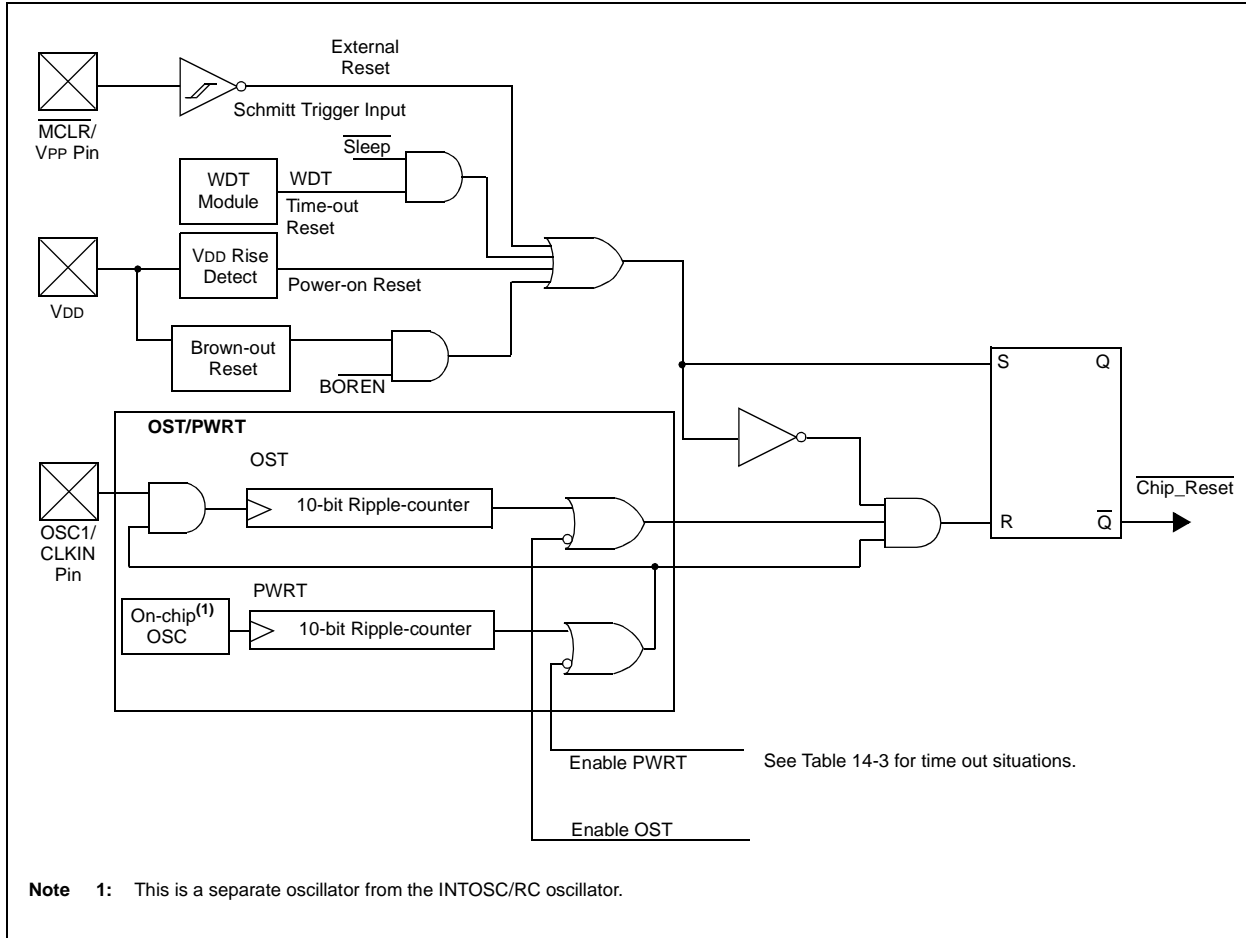 External
Reset
Schmitt Trigger Input
MCLR/
VPP Pin
Sleep
WDT
Module
WDT
Time-out
Reset
VDD Rise
Detect
Power-on Reset
VDD
Brown-out
Reset
BOREN
S
Q
OST/PWRT
OST
10-bit Ripple-counter
OSC1/
CLKIN
Pin
Chip_Reset
R
Q
PWRT
On-chip(1)
OSC
10-bit Ripple-counter
Enable PWRT
See Table 14-3 for time out situations.
Enable OST
Note 1: This is a separate oscillator from the INTOSC/RC oscillator.